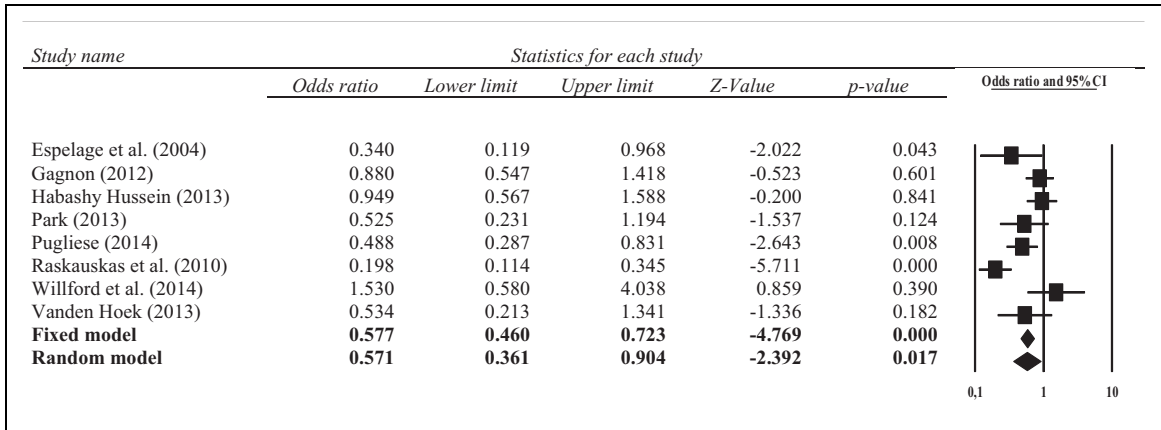 Study name Statistics for each study
Odds ratio Lower limit Upper limit Z-Value p-value Odds ratio and 95%CI
Espelage et al. (2004) 0.340 0.119 0.968 -2.022 0.043
Gagnon (2012) 0.880 0.547 1.418 -0.523 0.601
Habashy Hussein (2013) 0.949 0.567 1.588 -0.200 0.841
Park (2013) 0.525 0.231 1.194 -1.537 0.124
Pugliese (2014) 0.488 0.287 0.831 -2.643 0.008
Raskauskas et al. (2010) 0.198 0.114 0.345 -5.711 0.000
Willford et al. (2014) 1.530 0.580 4.038 0.859 0.390
Vanden Hoek (2013) 0.534 0.213 1.341 -1.336 0.182
Fixed model 0.577 0.460 0.723 -4.769 0.000
Random model 0.571 0.361 0.904 -2.392 0.017
0,1 1 10